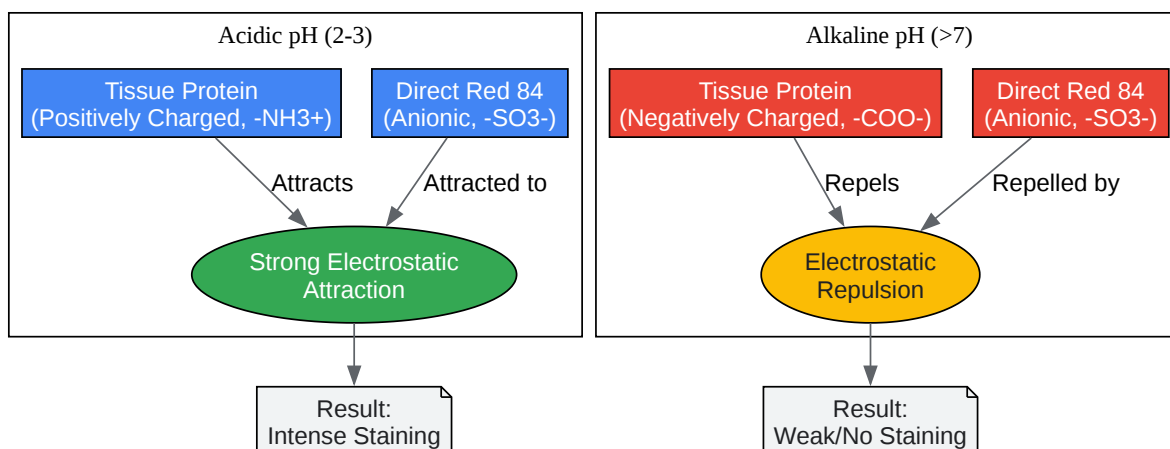 Acidic pH (2-3)
Tissue Protein
(Positively Charged, -NH3+)
Direct Red 84
(Anionic, -SO3-)
Attracts
Attracted to
Strong Electrostatic
Attraction
Result:
Intense Staining
Alkaline pH (>7)
Tissue Protein
(Negatively Charged, -COO-)
Direct Red 84
(Anionic, -SO3-)
Repels
Repelled by
Electrostatic
Repulsion
Result:
Weak/No Staining